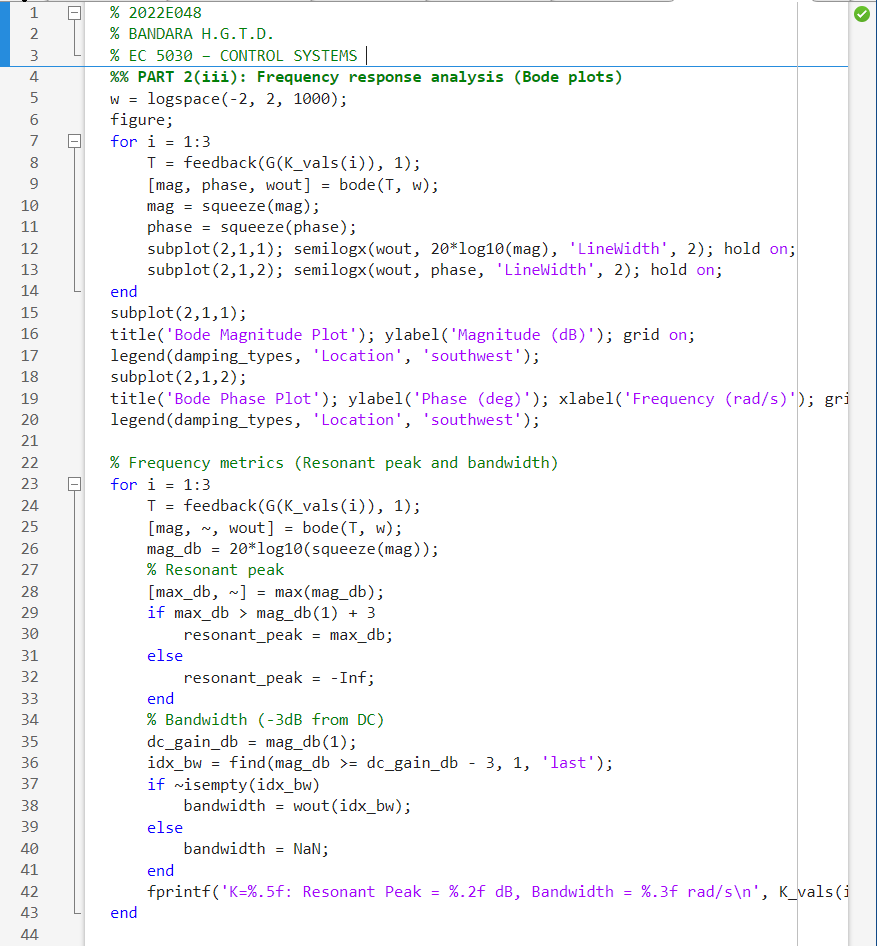 1 % 2022E048
2 % BANDARA H.G.T.D.
3 % EC 5030 – CONTROL SYSTEMS
4 %% PART 2(iii): Frequency response analysis (Bode plots)
5 w = logspace(-2, 2, 1000);
6 figure;
7 for i = 1:3
8     T = feedback(G(K_vals(i)), 1);
9     [mag, phase, wout] = bode(T, w);
10     mag = squeeze(mag);
11     phase = squeeze(phase);
12     subplot(2,1,1); semilogx(wout, 20*log10(mag), 'LineWidth', 2); hold on;
13     subplot(2,1,2); semilogx(wout, phase, 'LineWidth', 2); hold on;
14 end
15 subplot(2,1,1);
16 title('Bode Magnitude Plot'); ylabel('Magnitude (dB)'); grid on;
17 legend(damping_types, 'Location', 'southwest');
18 subplot(2,1,2);
19 title('Bode Phase Plot'); ylabel('Phase (deg)'); xlabel('Frequency (rad/s)'); gri
20 legend(damping_types, 'Location', 'southwest');
21
22 % Frequency metrics (Resonant peak and bandwidth)
23 for i = 1:3
24     T = feedback(G(K_vals(i)), 1);
25     [mag, ~, wout] = bode(T, w);
26     mag_db = 20*log10(squeeze(mag));
27     % Resonant peak
28     [max_db, ~] = max(mag_db);
29     if max_db > mag_db(1) + 3
30         resonant_peak = max_db;
31     else
32         resonant_peak = -Inf;
33     end
34     % Bandwidth (-3dB from DC)
35     dc_gain_db = mag_db(1);
36     idx_bw = find(mag_db >= dc_gain_db - 3, 1, 'last');
37     if ~isempty(idx_bw)
38         bandwidth = wout(idx_bw);
39     else
40         bandwidth = NaN;
41     end
42     fprintf('K=%.5f: Resonant Peak = %.2f dB, Bandwidth = %.3f rad/s\n', K_vals(i
43 end
44